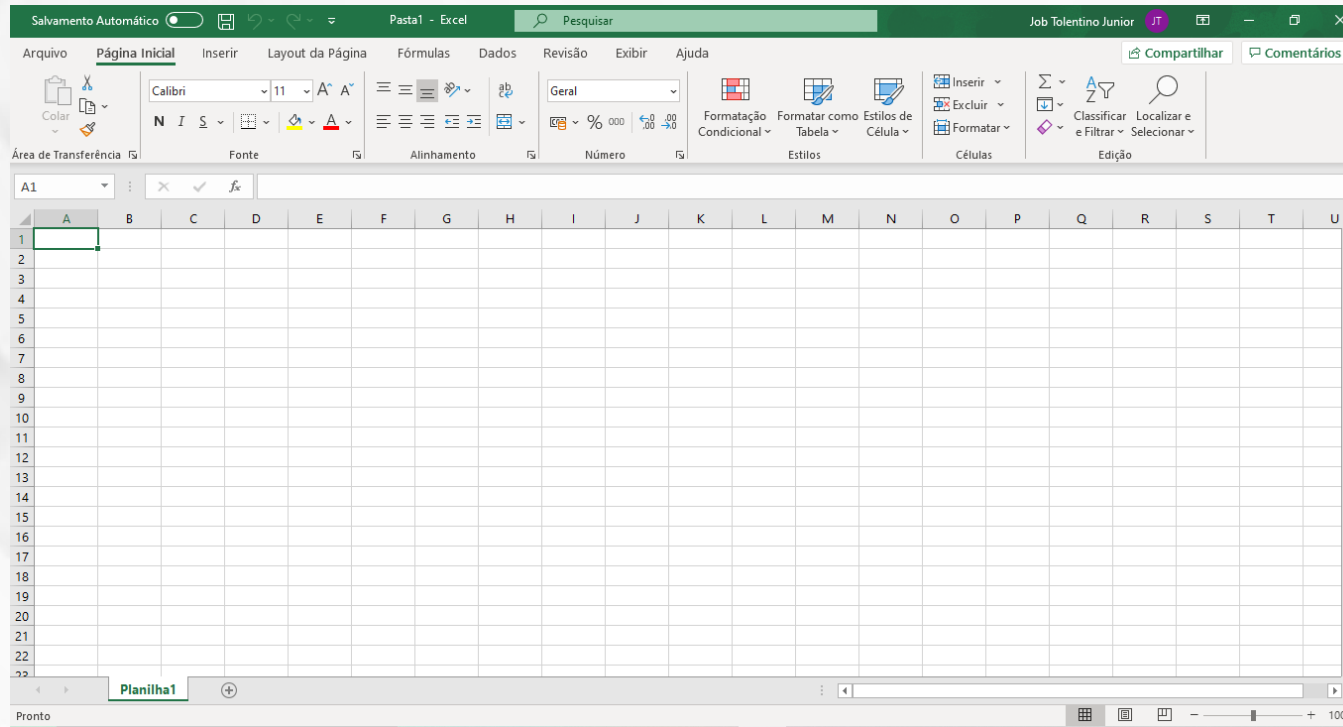 Salvamento Automático Pasta1 - Excel Pesquisar Job Tolentino Junior JT
Arquivo Página Inicial Inserir Layout da Página Fórmulas Dados Revisão Exibir Ajuda Compartilhar Comentários
Colar
Calibri 11
N I S A
ab
Geral
% 000
Formatação Condicional
Formatar como Tabela
Estilos de Célula
Inserir
Excluir
Formatar
Classificar e Filtrar
Localizar e Selecionar
Área de Transferência Fonte Alinhamento Número Estilos Células Edição
A1 fx
A B C D E F G H I J K L M N O P Q R S T U
1
2
3
4
5
6
7
8
9
10
11
12
13
14
15
16
17
18
19
20
21
22
23
Planilha1
Pronto 100